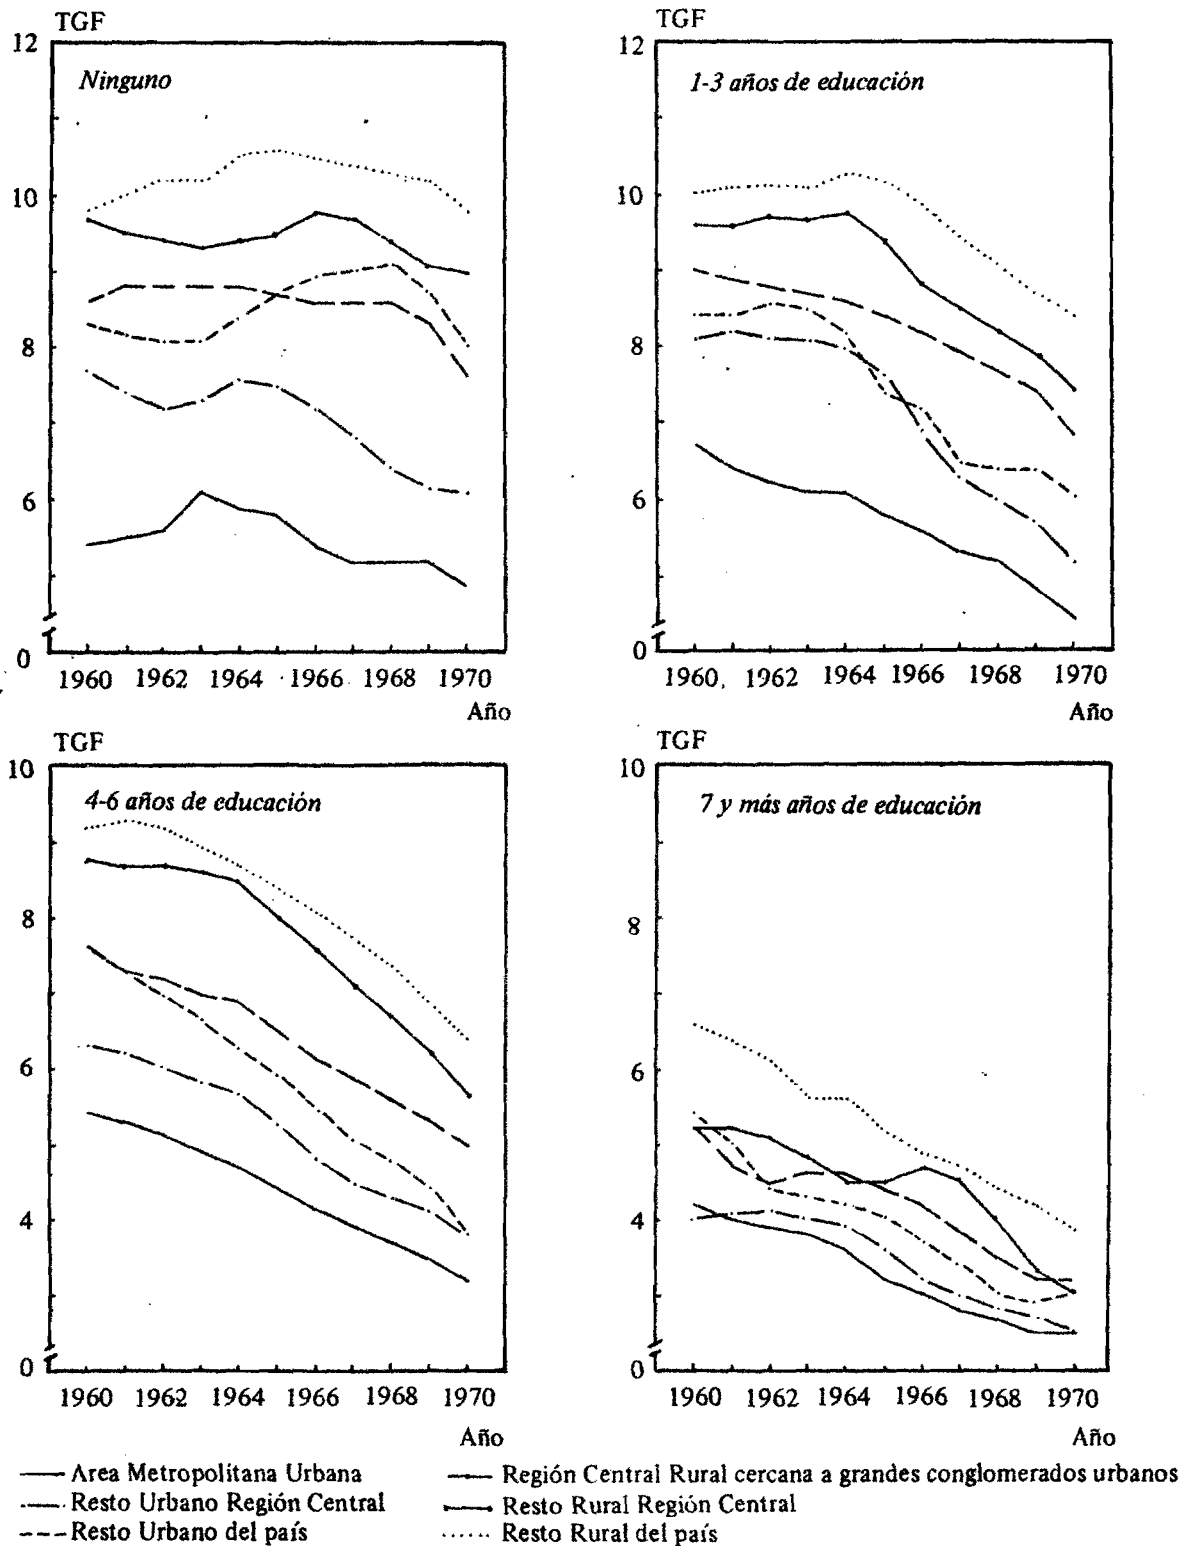 TGF
12
10
8
6
0
Ninguno
1960 1962 1964 1966 1968 1970
Año
TGF
12
10
8
6
0
1-3 años de educación
1960, 1962 1964 1966 1968 1970
Año
TGF
10
8
6
4
0
4-6 años de educación
1960 1962 1964 1966 1968 1970
Año
TGF
10
8
6
4
0
7 y más años de educación
1960 1962 1964 1966 1968 1970
Año
Area Metropolitana Urbana
Resto Urbano Región Central
Resto Urbano del país
Región Central Rural cercana a grandes conglomerados urbanos
Resto Rural Región Central
Resto Rural del país